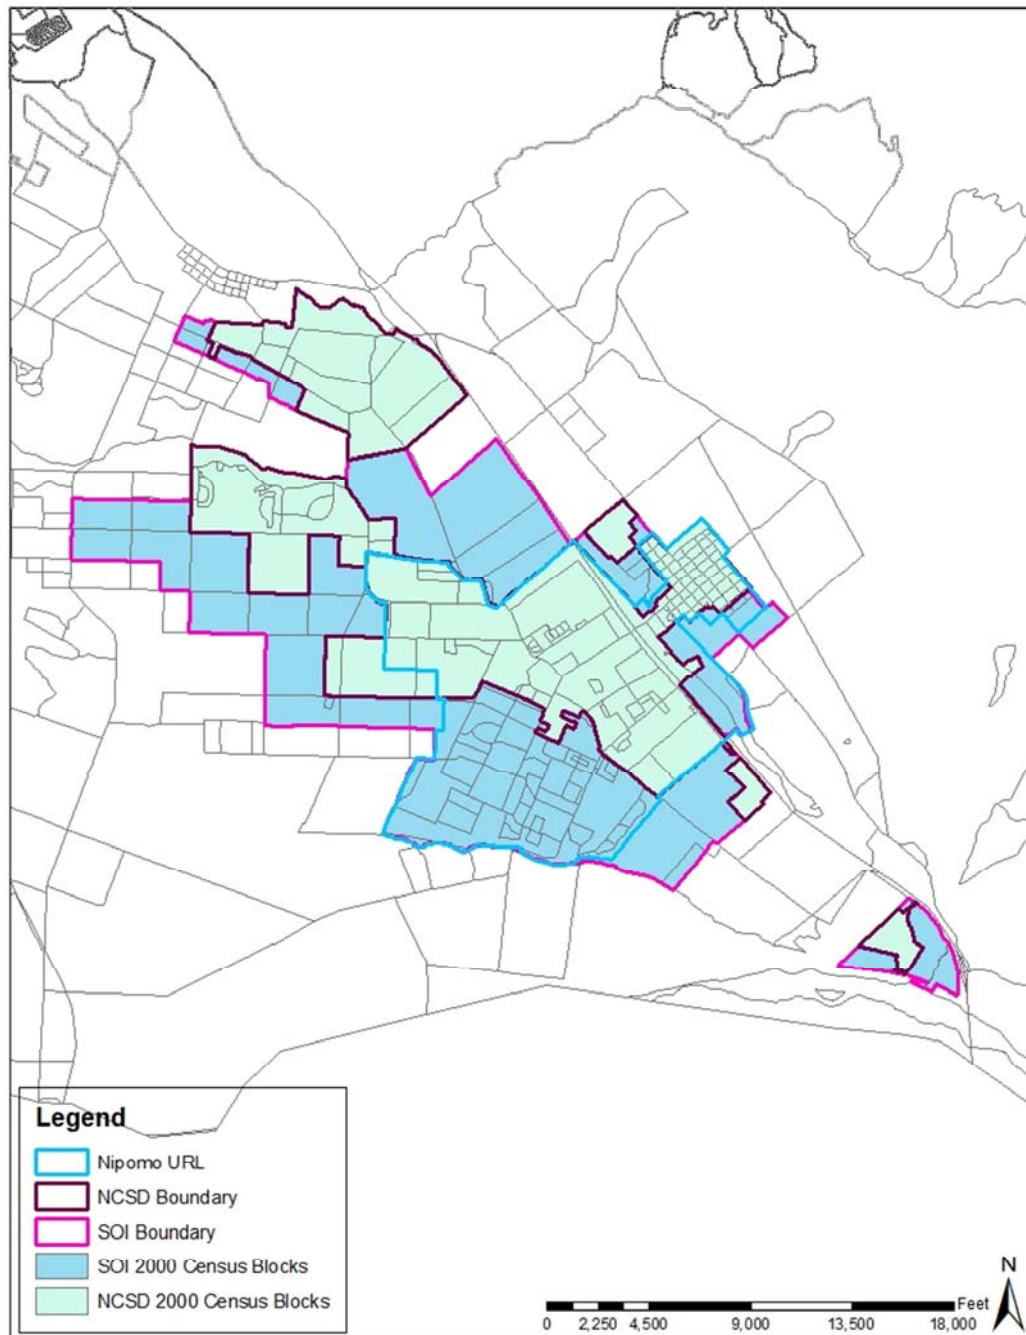 Legend
Nipomo URL
NCSD Boundary
SOI Boundary
SOI 2000 Census Blocks
NCSD 2000 Census Blocks
N
Feet
0 2,250 4,500 9,000 13,500 18,000